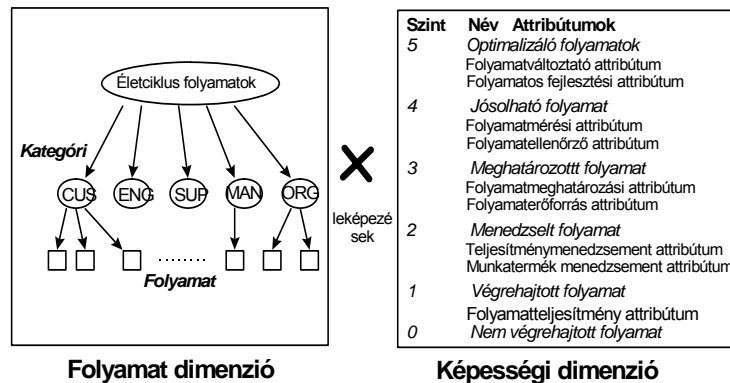 Életciklus folyamatok
Kategóri
CUS ENG SUP MAN ORG
Folyamat
Folyamat dimenzió
leképezé
sek
Szint Név Attribútumok
5 Optimalizáló folyamatok
Folyamatváltoztató attribútum
Folyamatos fejlesztési attribútum
4 Jósolható folyamat
Folyamatmérési attribútum
Folyamatellenőrző attribútum
3 Meghatározottt folyamat
Folyamatmeghatározási attribútum
Folyamaterőforrás attribútum
2 Menedzselt folyamat
Teljesítménymenedzsement attribútum
Munkatermék menedzsement attribútum
1 Végrehajtott folyamat
Folyamatteljesítmény attribútum
0 Nem végrehajtott folyamat
Képességi dimenzió